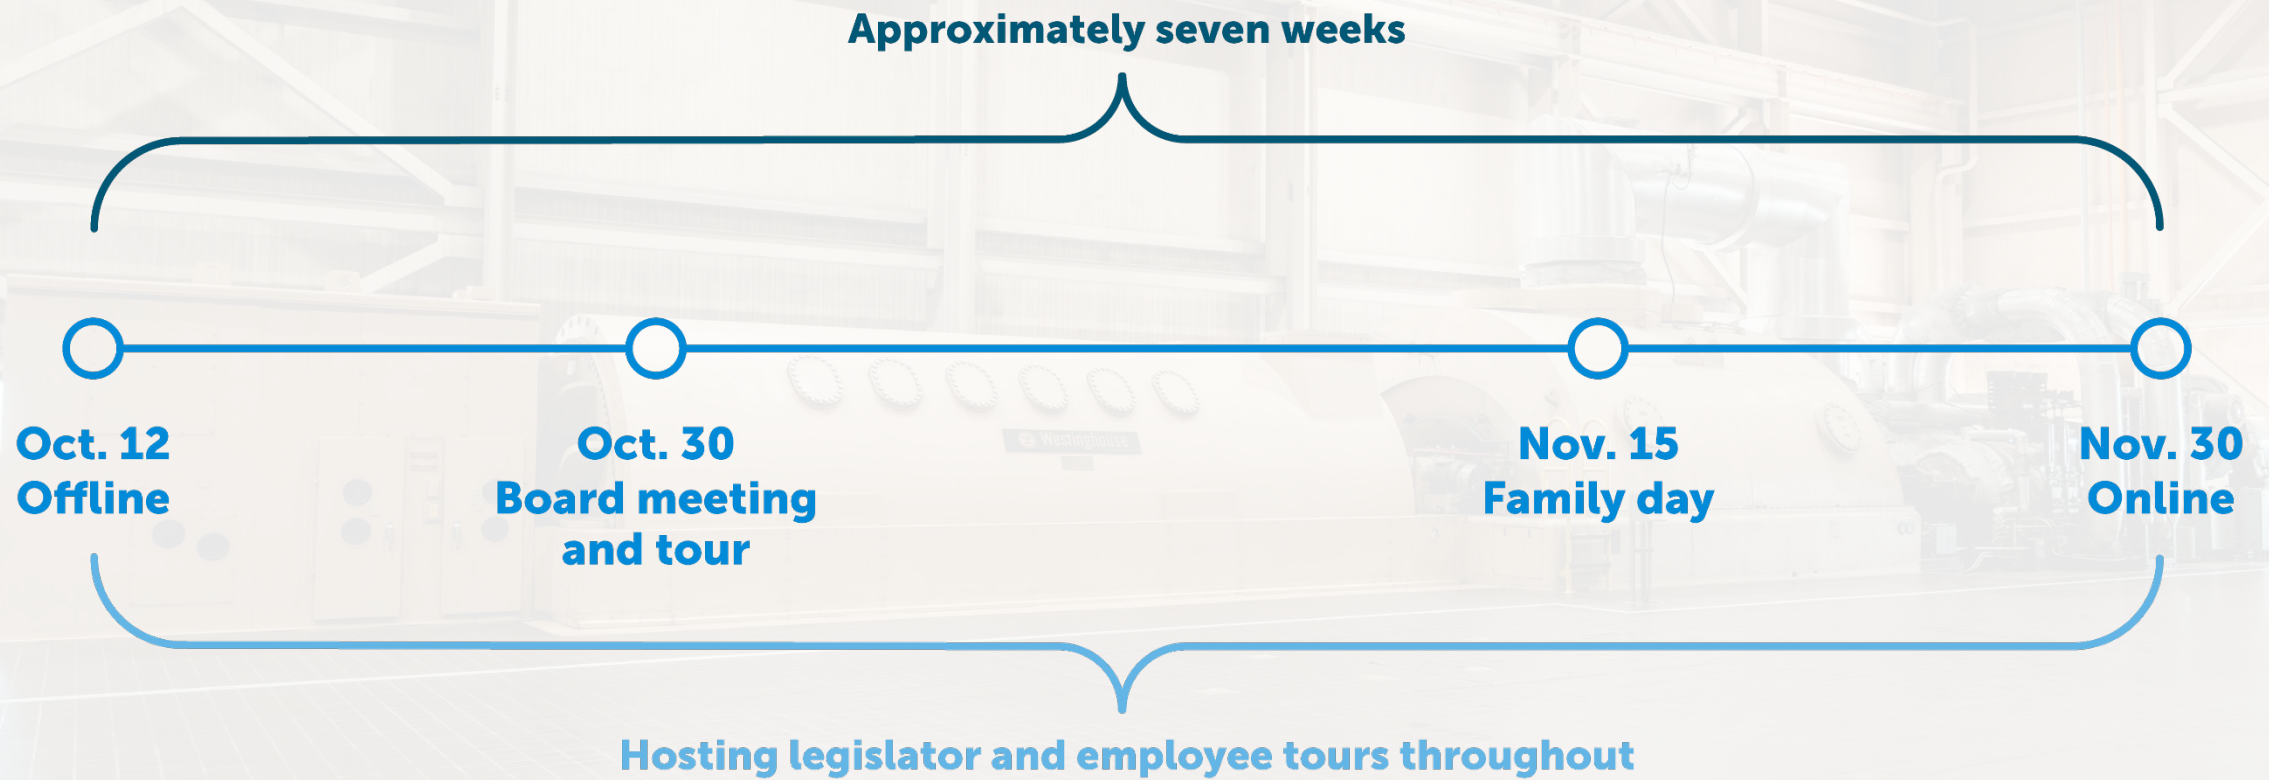 Approximately seven weeks
Westinghouse
Oct. 12
Offline
Oct. 30
Board meeting
and tour
Nov. 15
Family day
Nov. 30
Online
Hosting legislator and employee tours throughout